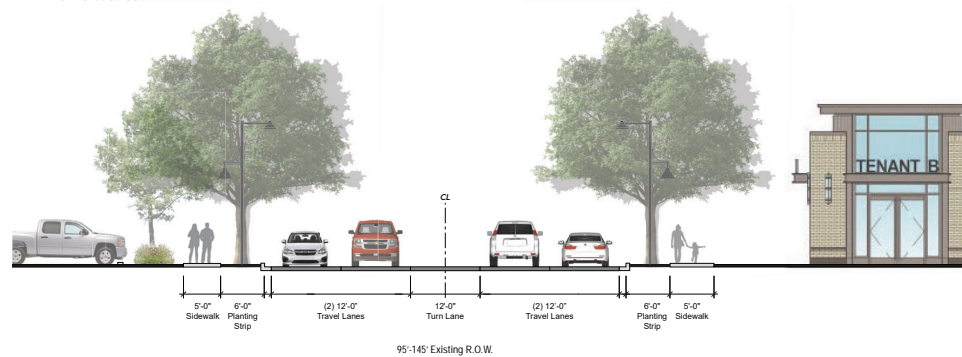 TENANT B
CL
5'-0"
Sidewalk
6'-0"
Planting
Strip
(2) 12'-0"
Travel Lanes
12'-0"
Turn Lane
(2) 12'-0"
Travel Lanes
6'-0"
Planting
Strip
5'-0"
Sidewalk
95'-145' Existing R.O.W.